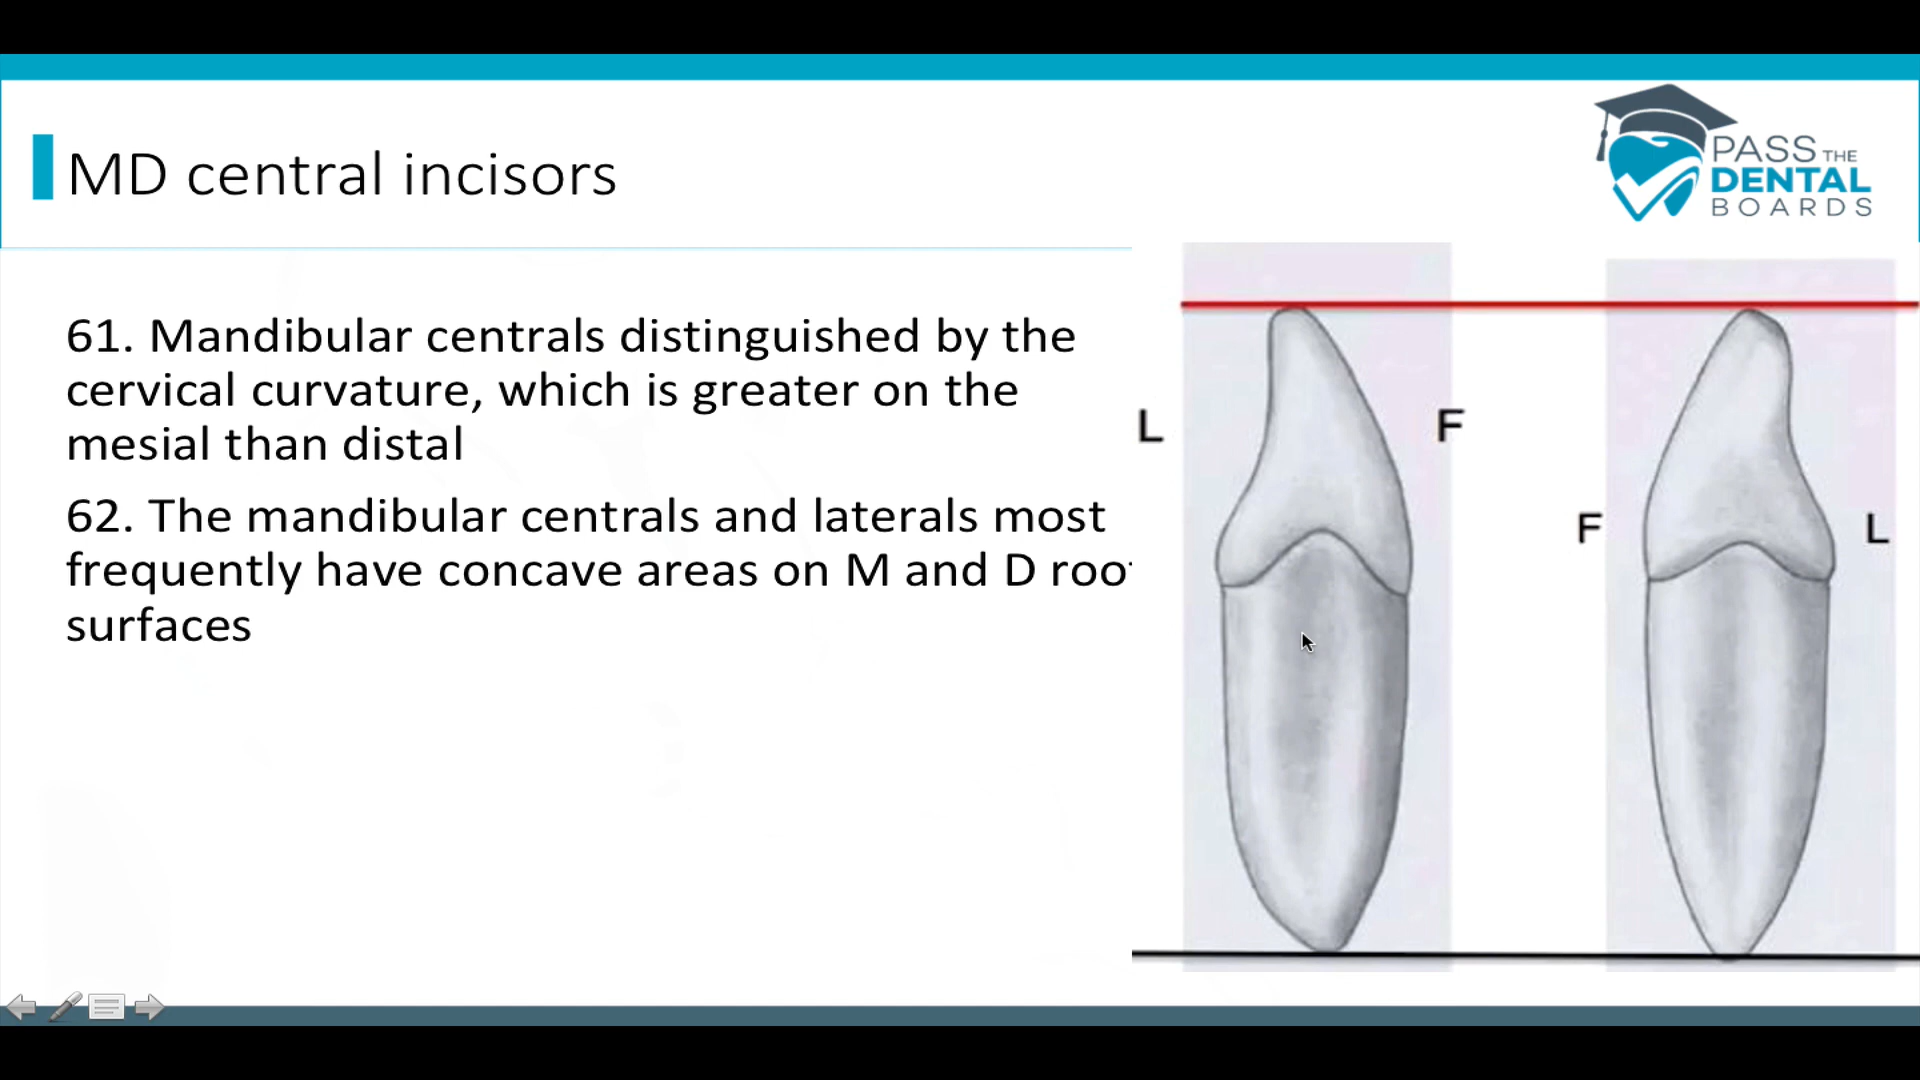 MD central incisors
PASS THE
DENTAL
BOARDS
61. Mandibular centrals distinguished by the
cervical curvature, which is greater on the
mesial than distal
62. The mandibular centrals and laterals most
frequently have concave areas on M and D
surfaces
L
F
F
L